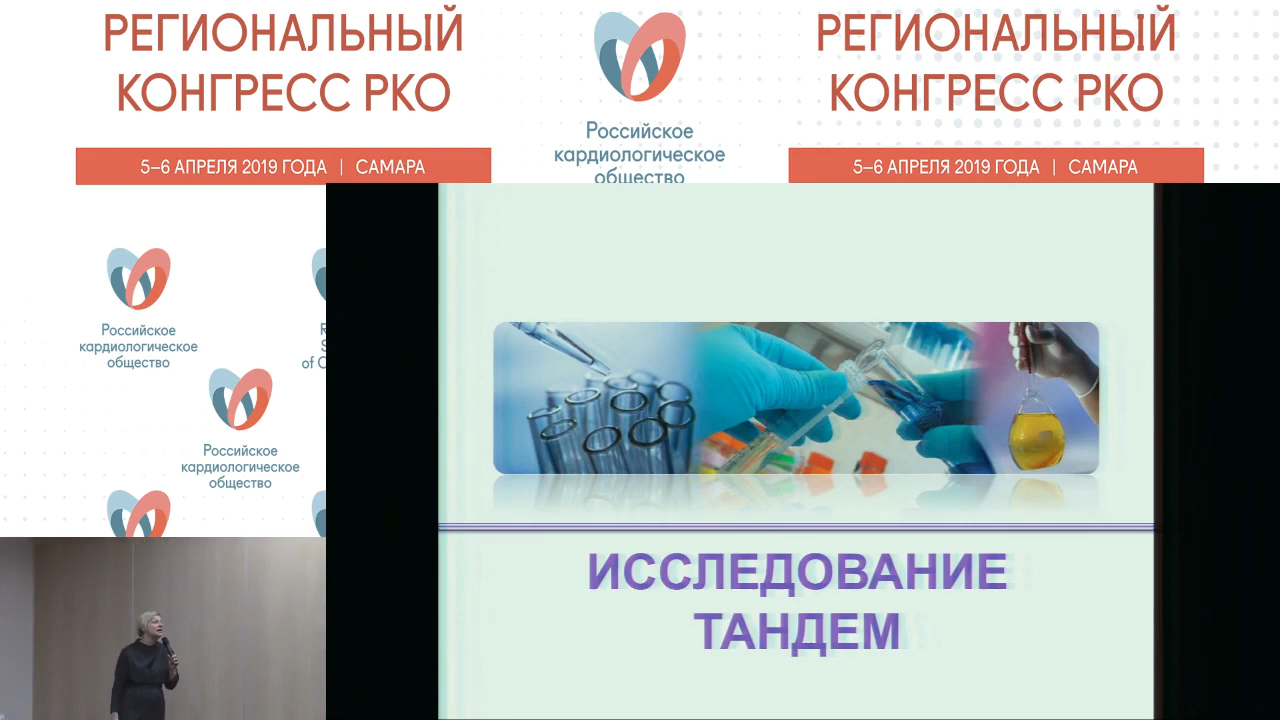 РЕГИОНАЛЬНЫЙ
КОНГРЕСС РКО
5–6 АПРЕЛЯ 2019 ГОДА | САМАРА
Российское
кардиологическое
общество
РЕГИОНАЛЬНЫЙ
КОНГРЕСС РКО
5–6 АПРЕЛЯ 2019 ГОДА | САМАРА
Российское
кардиологическое
общество
Российское
кардиологическое
общество
ИССЛЕДОВАНИЕ
ТАНДЕМ